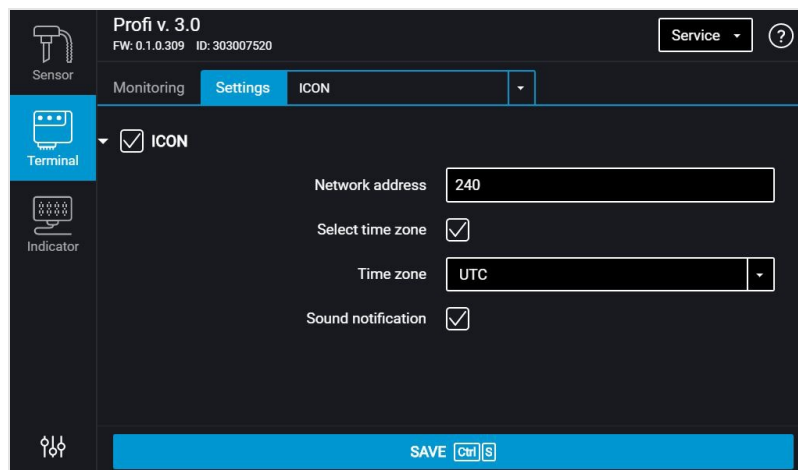 Profi v. 3.0
FW: 0.1.0.309 ID: 303007520
Service
?
Sensor
Monitoring
Settings
ICON
Terminal
ICON
Network address
240
Select time zone
Indicator
Time zone
UTC
Sound notification
SAVE Ctrl S